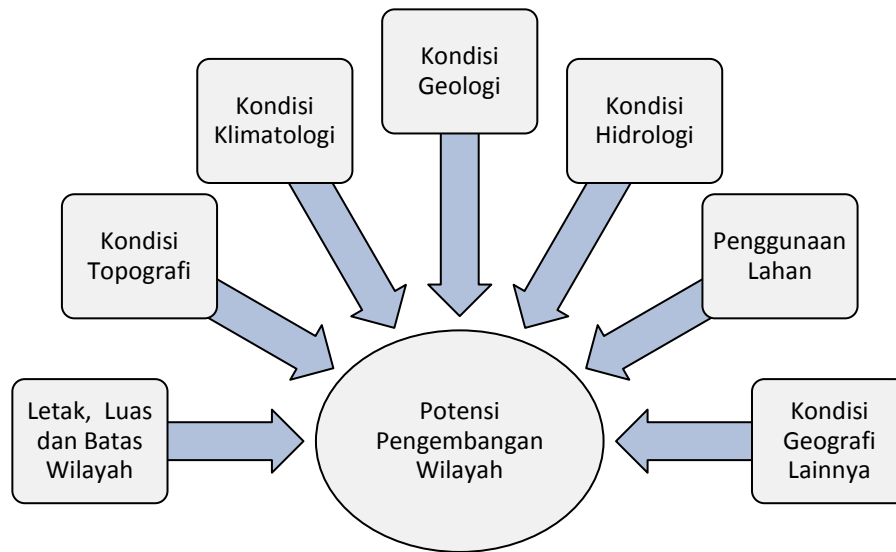 Kondisi
Geologi
Kondisi
Klimatologi
Kondisi
Hidrologi
Kondisi
Topografi
Penggunaan
Lahan
Letak, Luas
dan Batas
Wilayah
Potensi
Pengembangan
Wilayah
Kondisi
Geografi
Lainnya